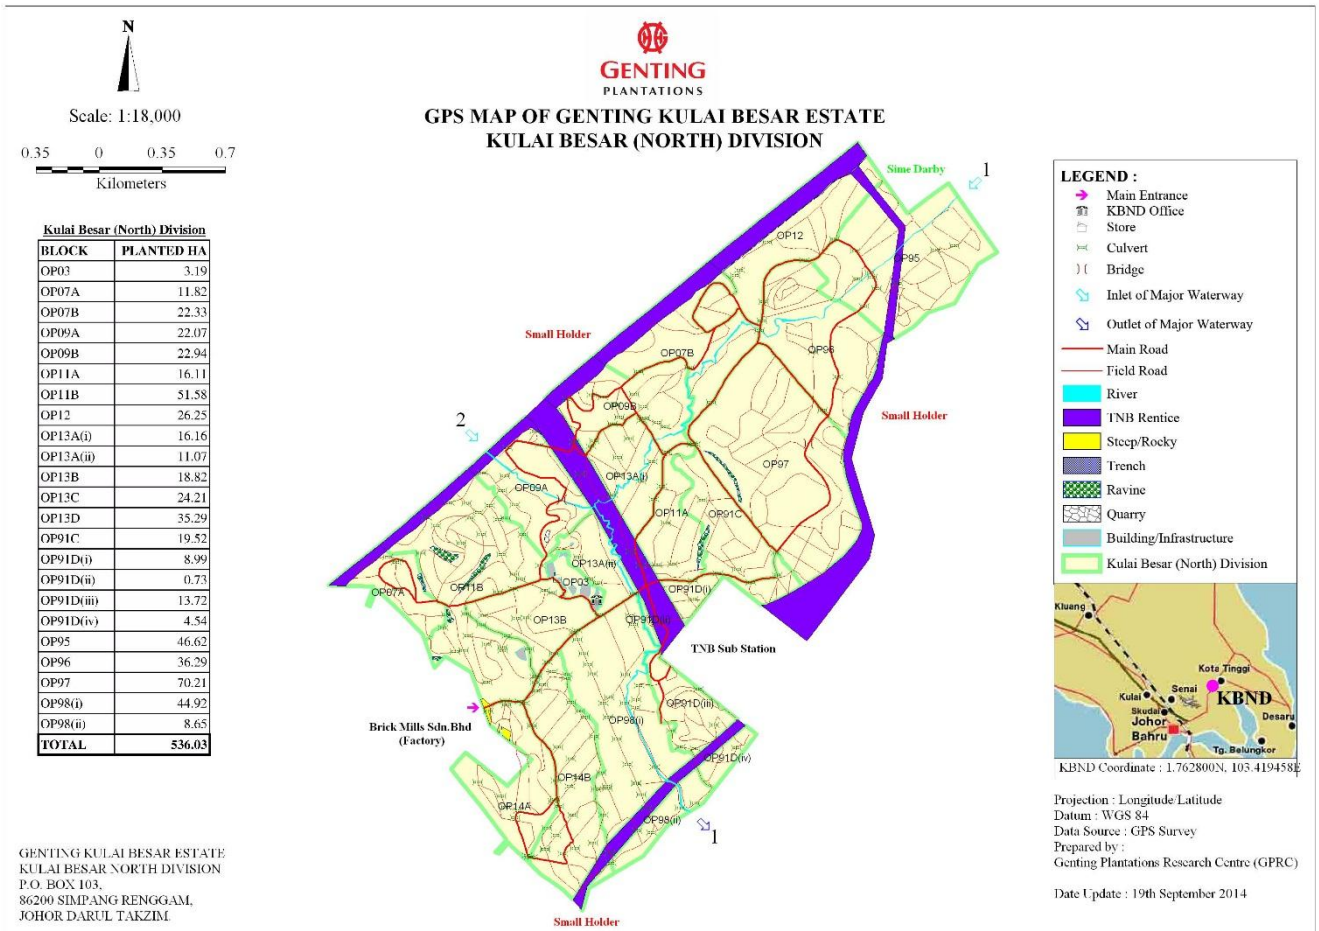 N
Scale: 1:18,000
0.35 0 0.35 0.7
Kilometers
GENTING
PLANTATIONS
GPS MAP OF GENTING KULAI BESAR ESTATE
KULAI BESAR (NORTH) DIVISION
Kulai Besar (North) Division
BLOCK PLANTED HA
OP03 3.19
OP07A 11.82
OP07B 22.33
OP09A 22.07
OP09B 22.94
OP11A 16.11
OP11B 51.58
OP12 26.25
OP13A(i) 16.16
OP13A(ii) 11.07
OP13B 18.82
OP13C 24.21
OP13D 35.29
OP91C 19.52
OP91D(i) 8.99
OP91D(ii) 0.73
OP91D(iii) 13.72
OP91D(iv) 4.54
OP95 46.62
OP96 36.29
OP97 70.21
OP98(i) 44.92
OP98(ii) 8.65
TOTAL 536.03
GENTING KULAI BESAR ESTATE
KULAI BESAR NORTH DIVISION
P.O. BOX 103,
86200 SIMPANG RENGGAM,
JOHOR DARUL TAKZIM.
Sime Darby
1
OP12
OP95
Small Holder
OP07B
OP96
Small Holder
OP09B
2
OP97
OP13A(i)
OP09A
OP11A
OP91C
OP13A(ii)
OP03
OP11B
OP07A
OP91D(i)
OP13B
OP91D(ii)
TNB Sub Station
OP91D(iii)
OP98(i)
Brick Mills Sdn.Bhd
(Factory)
OP91D(iv)
OP14B
OP14A
OP98(ii)
1
Small Holder
LEGEND :
Main Entrance
KBND Office
Store
Culvert
Bridge
Inlet of Major Waterway
Outlet of Major Waterway
Main Road
Field Road
River
TNB Rentice
Steep/Rocky
Trench
Ravine
Quarry
Building/Infrastructure
Kulai Besar (North) Division
Kluang
Kota Tinggi
Kulai
Senai
KBND
Skudai
Johor
Bahru
Desaru
Tg. Belungkor
KBND Coordinate : 1.762800N, 103.419458E
Projection : Longitude/Latitude
Datum : WGS 84
Data Source : GPS Survey
Prepared by :
Genting Plantations Research Centre (GPRC)
Date Update : 19th September 2014